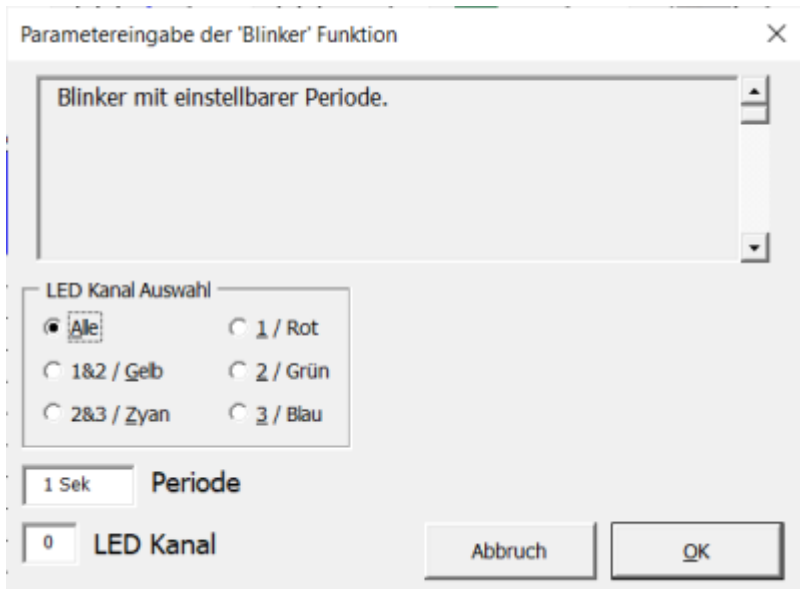 Parametereingabe der 'Blinker' Funktion
Blinker mit einstellbarer Periode.
LED Kanal Auswahl
Alle 1 / Rot
1&2 / Gelb 2 / Grün
2&3 / Zyan 3 / Blau
1 Sek Periode
0 LED Kanal
Abbruch OK